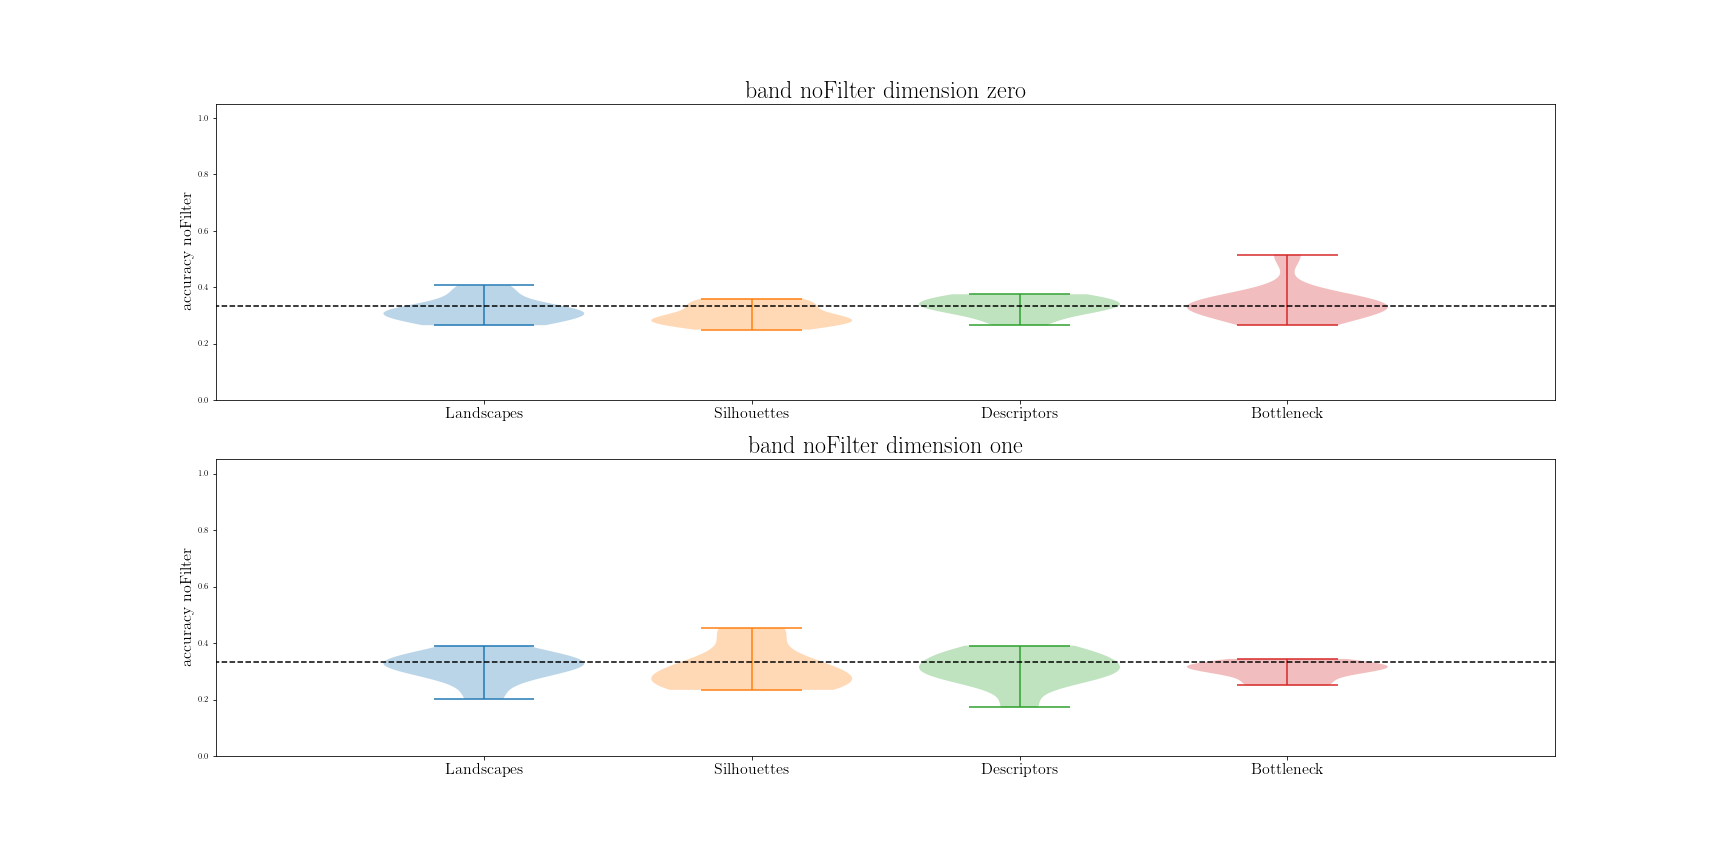 band noFilter dimension zero
accuracy noFilter
1.0
0.8
0.6
0.4
0.2
0.0
Landscapes Silhouettes Descriptors Bottleneck
band noFilter dimension one
accuracy noFilter
1.0
0.8
0.6
0.4
0.2
0.0
Landscapes Silhouettes Descriptors Bottleneck